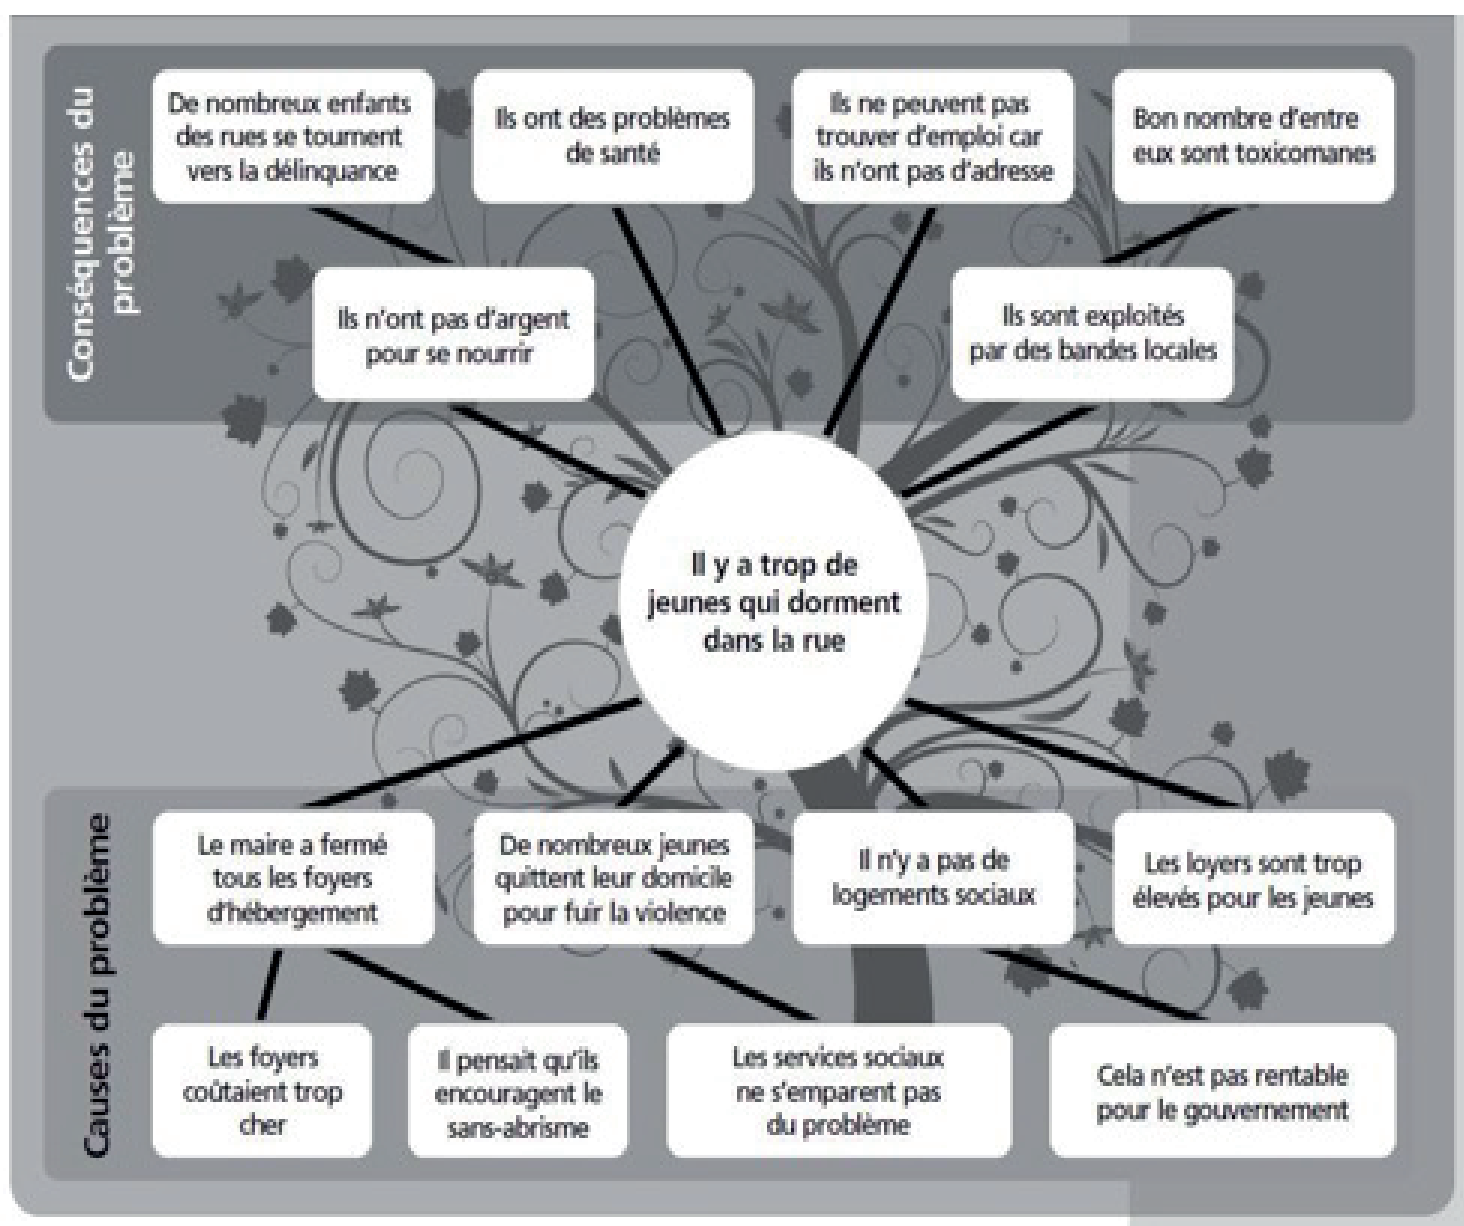 Conséquences du
problème
De nombreux enfants
des rues se tournent
vers la délinquance
Ils ont des problèmes
de santé
Ils ne peuvent pas
trouver d'emploi car
ils n'ont pas d'adresse
Bon nombre d'entre
eux sont toxicomanes
Ils n'ont pas d'argent
pour se nourrir
Ils sont exploités
par des bandes locales
Il y a trop de
jeunes qui dorment
dans la rue
Causes du problème
Le maire a fermé
tous les foyers
d'hébergement
De nombreux jeunes
quittent leur domicile
pour fuir la violence
Il n'y a pas de
logements sociaux
Les loyers sont trop
élevés pour les jeunes
Les foyers
coûtaient trop
cher
Il pensait qu'ils
encouragent le
sans-abrisme
Les services sociaux
ne s'emparent pas
du problème
Cela n'est pas rentable
pour le gouvernement